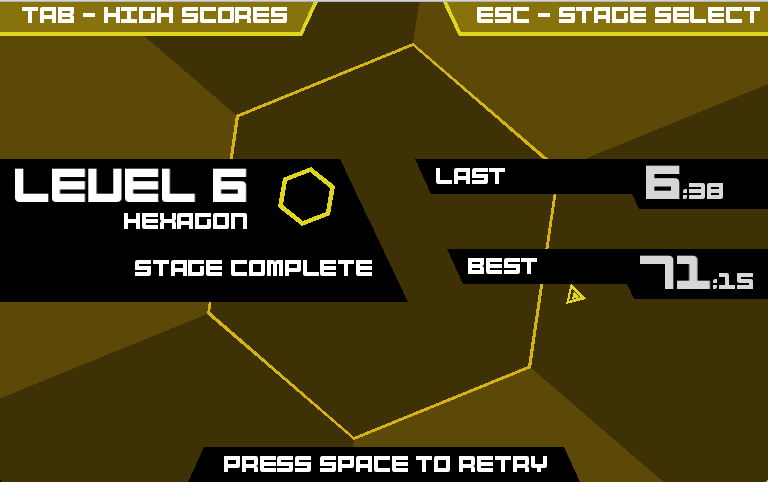 TAB - HIGH SCORES
ESC - STAGE SELECT
LEVEL 6
HEXAGON
STAGE COMPLETE
LAST
6:38
BEST
71:15
PRESS SPACE TO RETRY